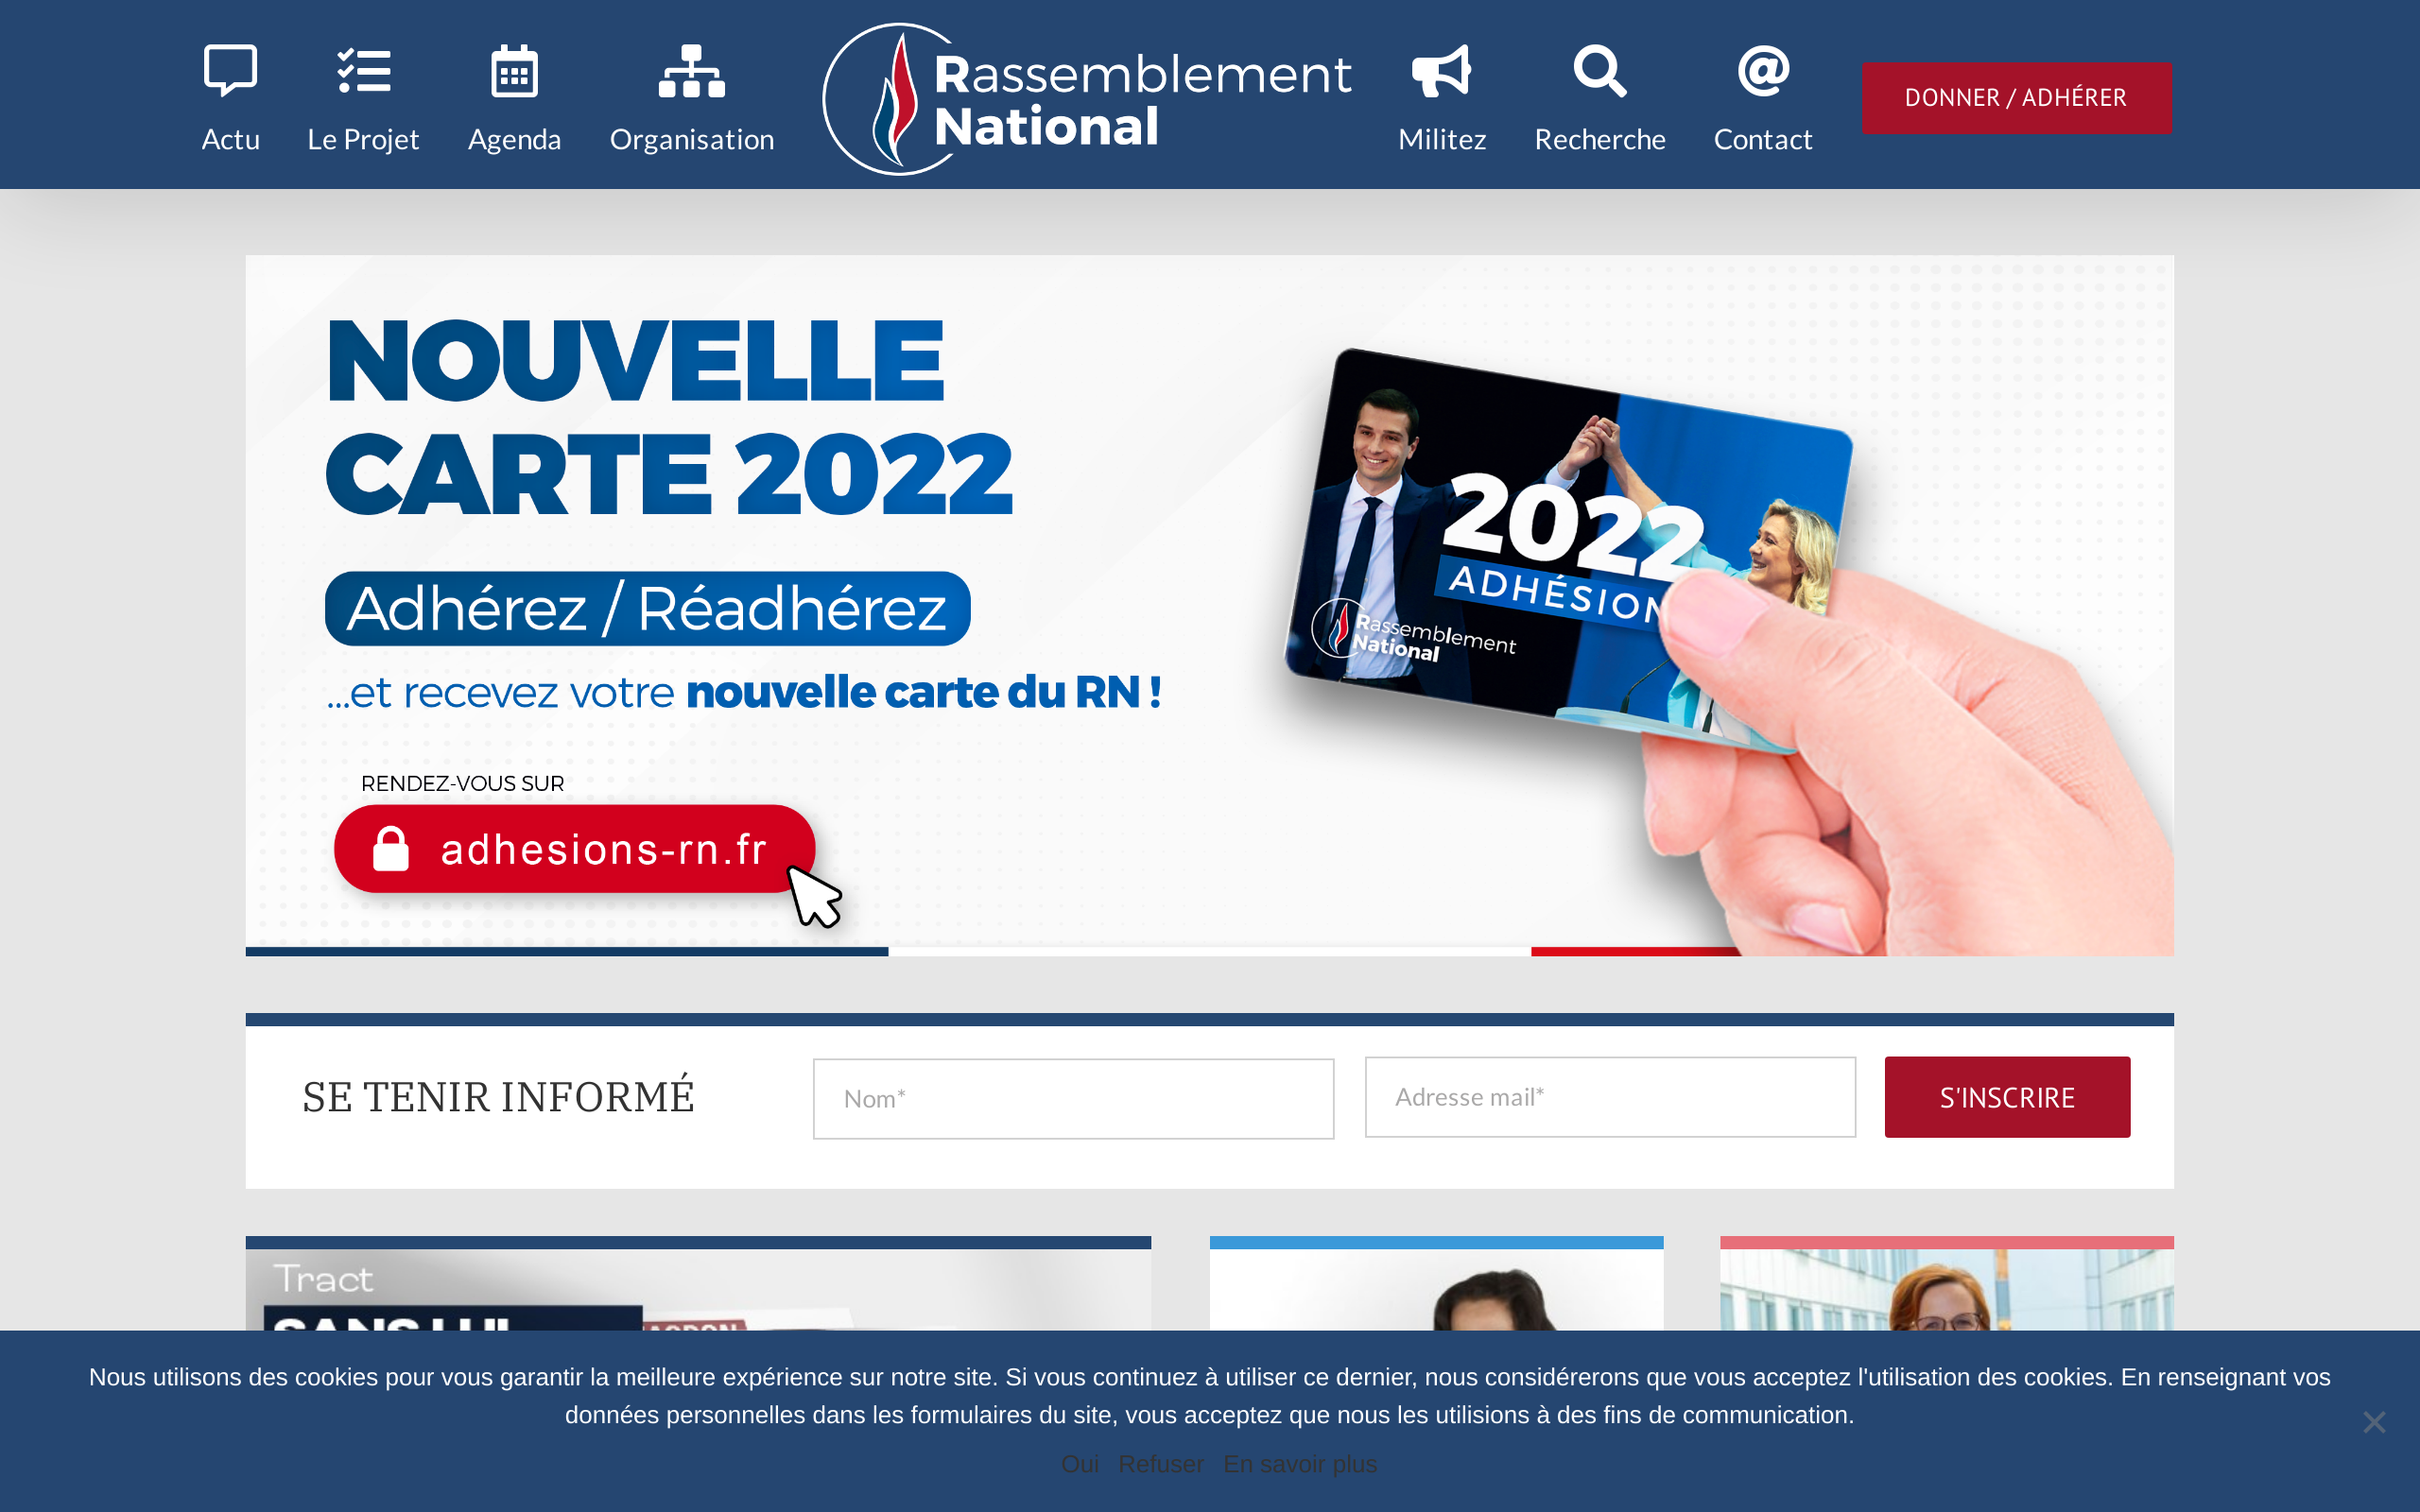 Actu
Le Projet
Agenda
Organisation
Rassemblement
National
Militez
Recherche
Contact
DONNER / ADHÉRER
NOUVELLE
CARTE 2022
Adhérez / Réadhérez
...et recevez votre nouvelle carte du RN !
RENDEZ-VOUS SUR
adhesions-rn.fr
2022
ADHÉSION
Rassemblement
National
SE TENIR INFORMÉ
Nom*
Adresse mail*
S'INSCRIRE
Tract
SANS LUI
Nous utilisons des cookies pour vous garantir la meilleure expérience sur notre site. Si vous continuez à utiliser ce dernier, nous considérerons que vous acceptez l'utilisation des cookies. En renseignant vos
données personnelles dans les formulaires du site, vous acceptez que nous les utilisions à des fins de communication.
Oui Refuser En savoir plus